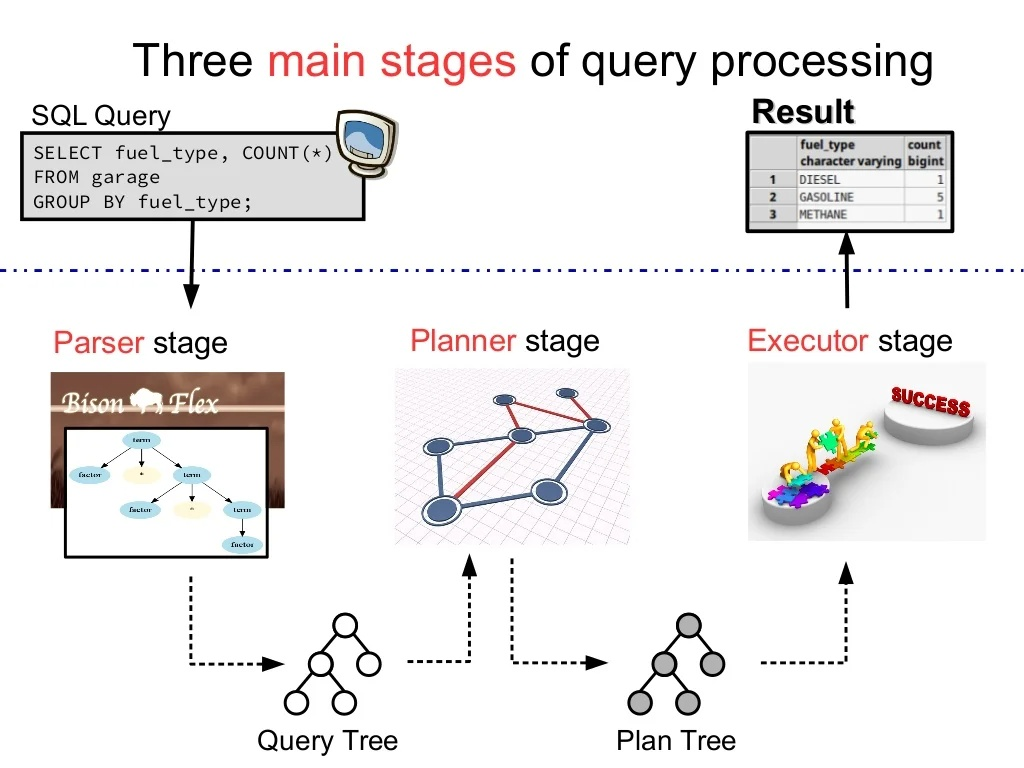 Three main stages of query processing
SQL Query
SELECT fuel_type, COUNT(*)
FROM garage
GROUP BY fuel_type;
Result
fuel_type count
character varying bigint
1 DIESEL 1
2 GASOLINE 5
3 METHANE 1
Parser stage
Planner stage
Executor stage
Bison Flex
term
factor * term
factor * term
factor
SUCCESS
Query Tree
Plan Tree